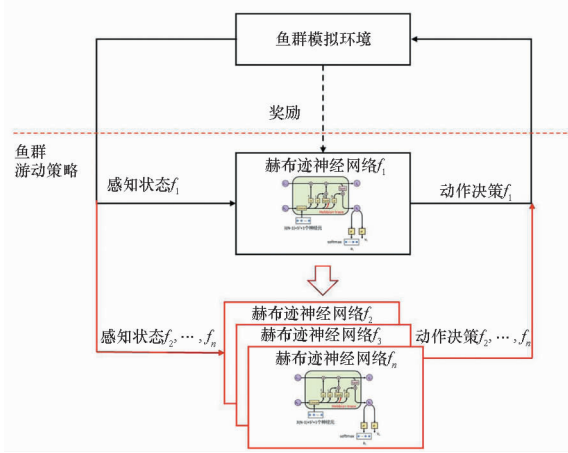 鱼群模拟环境
奖励
鱼群
游动策略
感知状态f1
赫布迹神经网络f1
动作决策f1
softmax
感知状态f2,…,fn
赫布迹神经网络f2
赫布迹神经网络f3
赫布迹神经网络fn
动作决策f2,…,fn
softmax